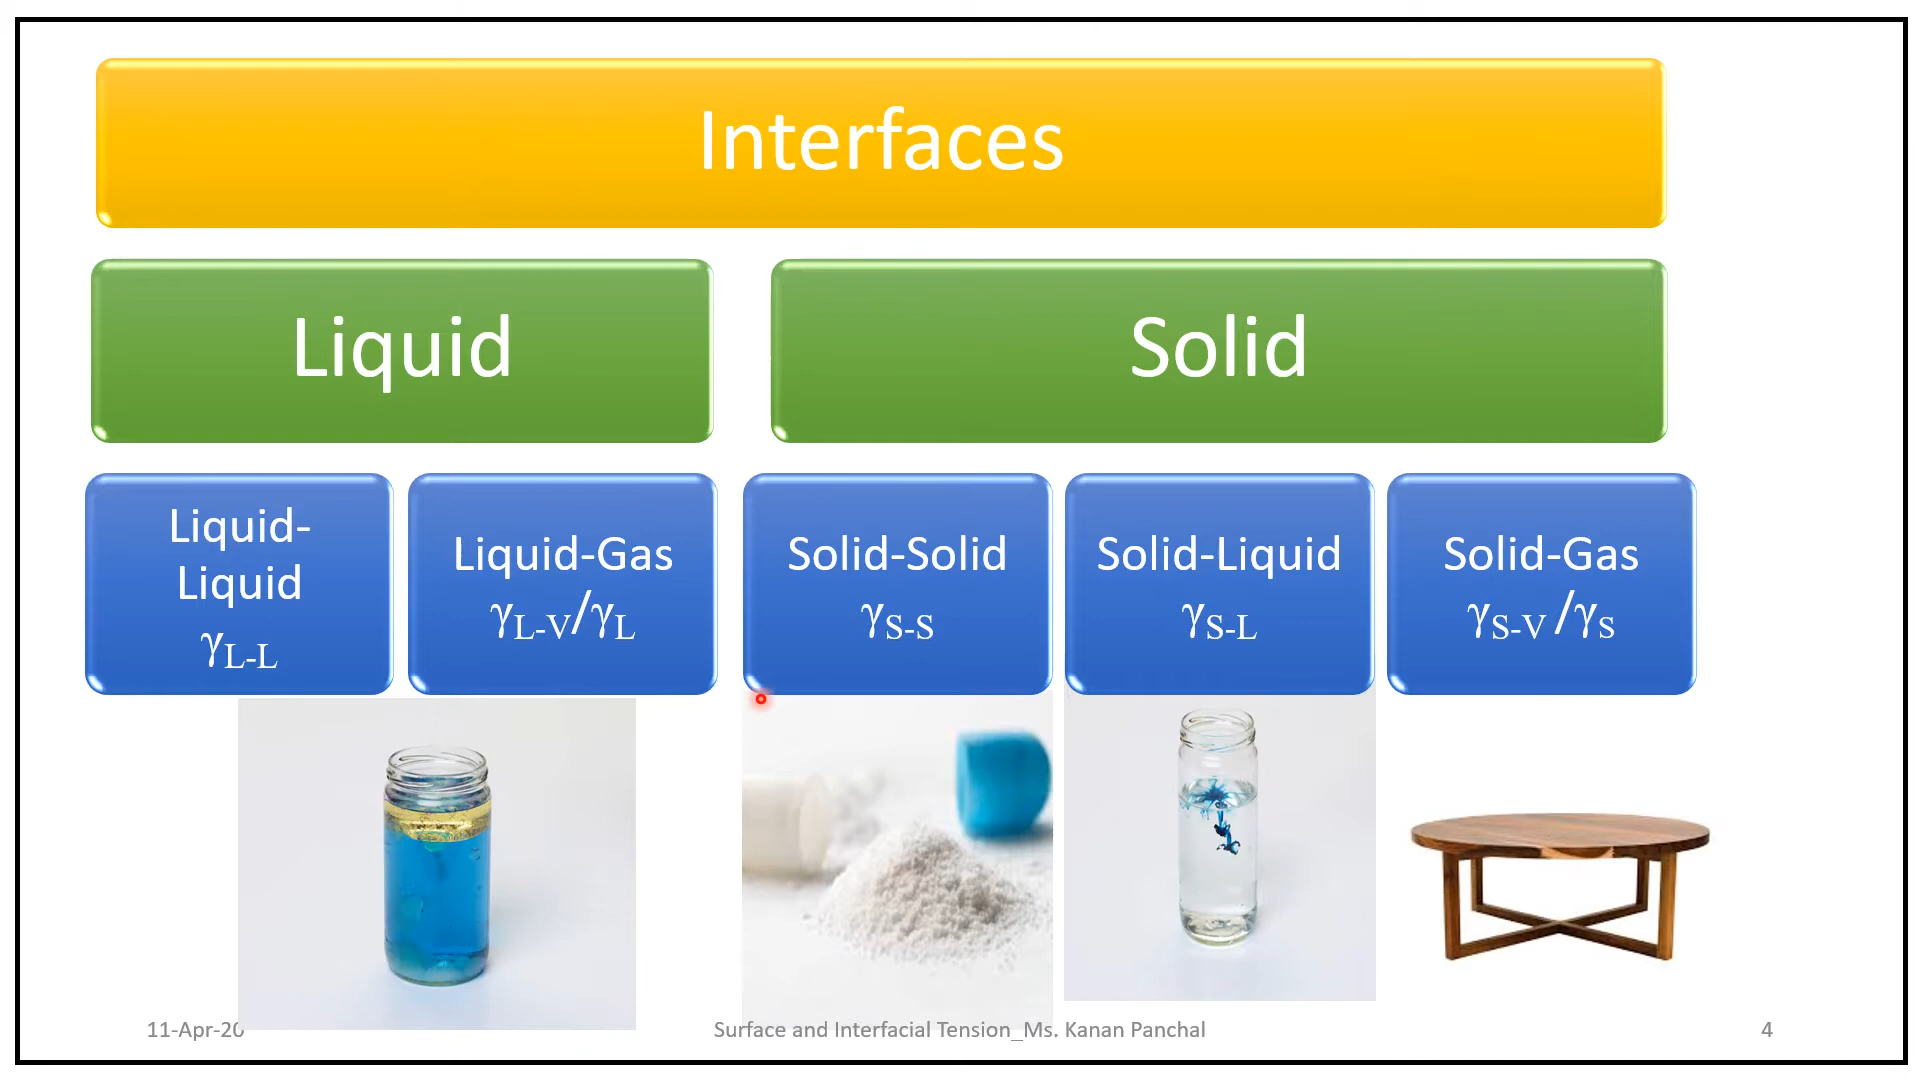 Interfaces
Liquid
Solid
Liquid-
Liquid
γL-L
Liquid-Gas
γL-V/γL
Solid-Solid
γS-S
Solid-Liquid
γS-L
Solid-Gas
γS-V /γS
11-Apr-20
Surface and Interfacial Tension_Ms. Kanan Panchal
4